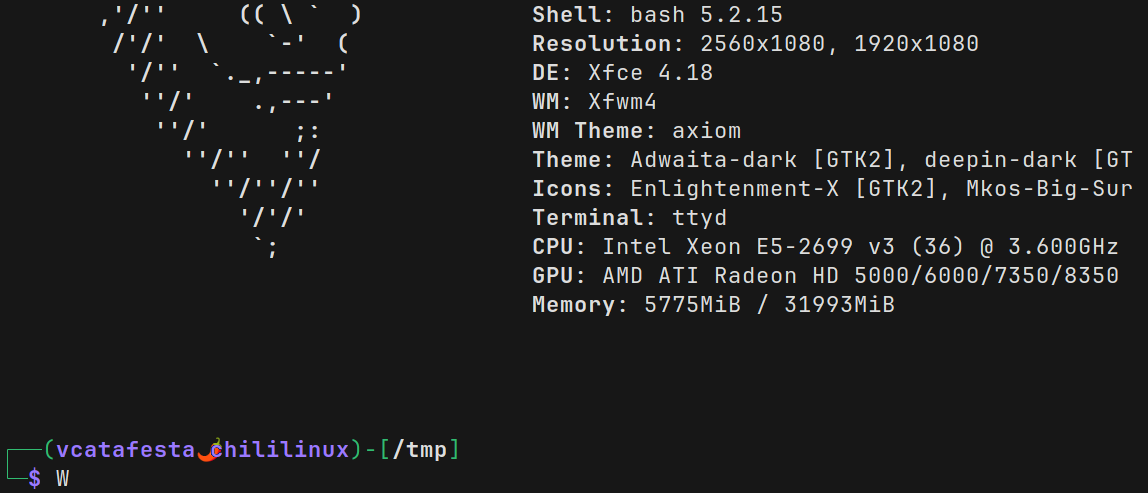 Shell: bash 5.2.15
Resolution: 2560x1080, 1920x1080
DE: Xfce 4.18
WM: Xfwm4
WM Theme: axiom
Theme: Adwaita-dark [GTK2], deepin-dark [GT
Icons: Enlightenment-X [GTK2], Mkos-Big-Sur
Terminal: ttyd
CPU: Intel Xeon E5-2699 v3 (36) @ 3.600GHz
GPU: AMD ATI Radeon HD 5000/6000/7350/8350
Memory: 5775MiB / 31993MiB
┌──(vcatafesta🌶chililinux)-[/tmp]
└─$ W